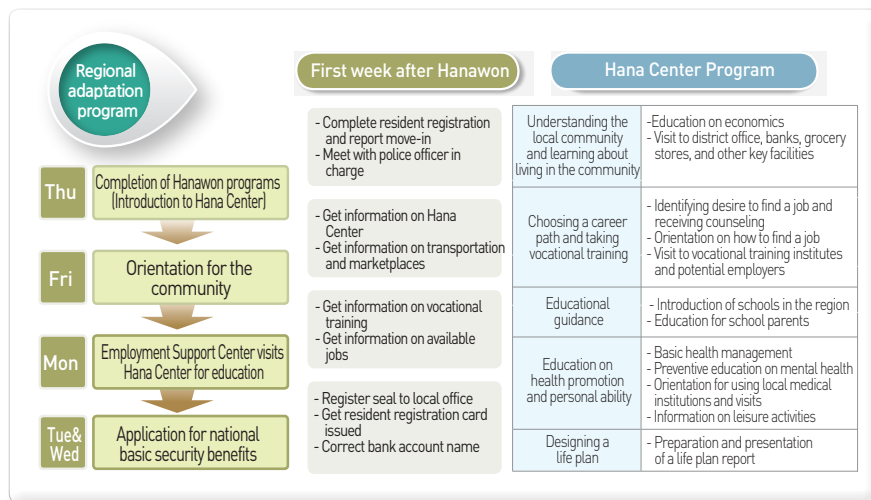 Regional
adaptation
program
Thu
Completion of Hanawon programs
(Introduction to Hana Center)
Fri
Orientation for the
community
Mon
Employment Support Center visits
Hana Center for education
Tue&
Wed
Application for national
basic security benefits
First week after Hanawon
- Complete resident registration
and report move-in
- Meet with police officer in
charge
- Get information on Hana
Center
- Get information on transportation
and marketplaces
- Get information on vocational
training
- Get information on available
jobs
- Register seal to local office
- Get resident registration card
issued
- Correct bank account name
Hana Center Program
Understanding the
local community
and learning about
living in the community
-Education on economics
- Visit to district office, banks, grocery
stores, and other key facilities
Choosing a career
path and taking
vocational training
- Identifying desire to find a job and
receiving counseling
- Orientation on how to find a job
- Visit to vocational training institutes
and potential employers
Educational
guidance
- Introduction of schools in the region
- Education for school parents
Education on
health promotion
and personal ability
- Basic health management
- Preventive education on mental health
- Orientation for using local medical
institutions and visits
- Information on leisure activities
Designing a
life plan
- Preparation and presentation
of a life plan report